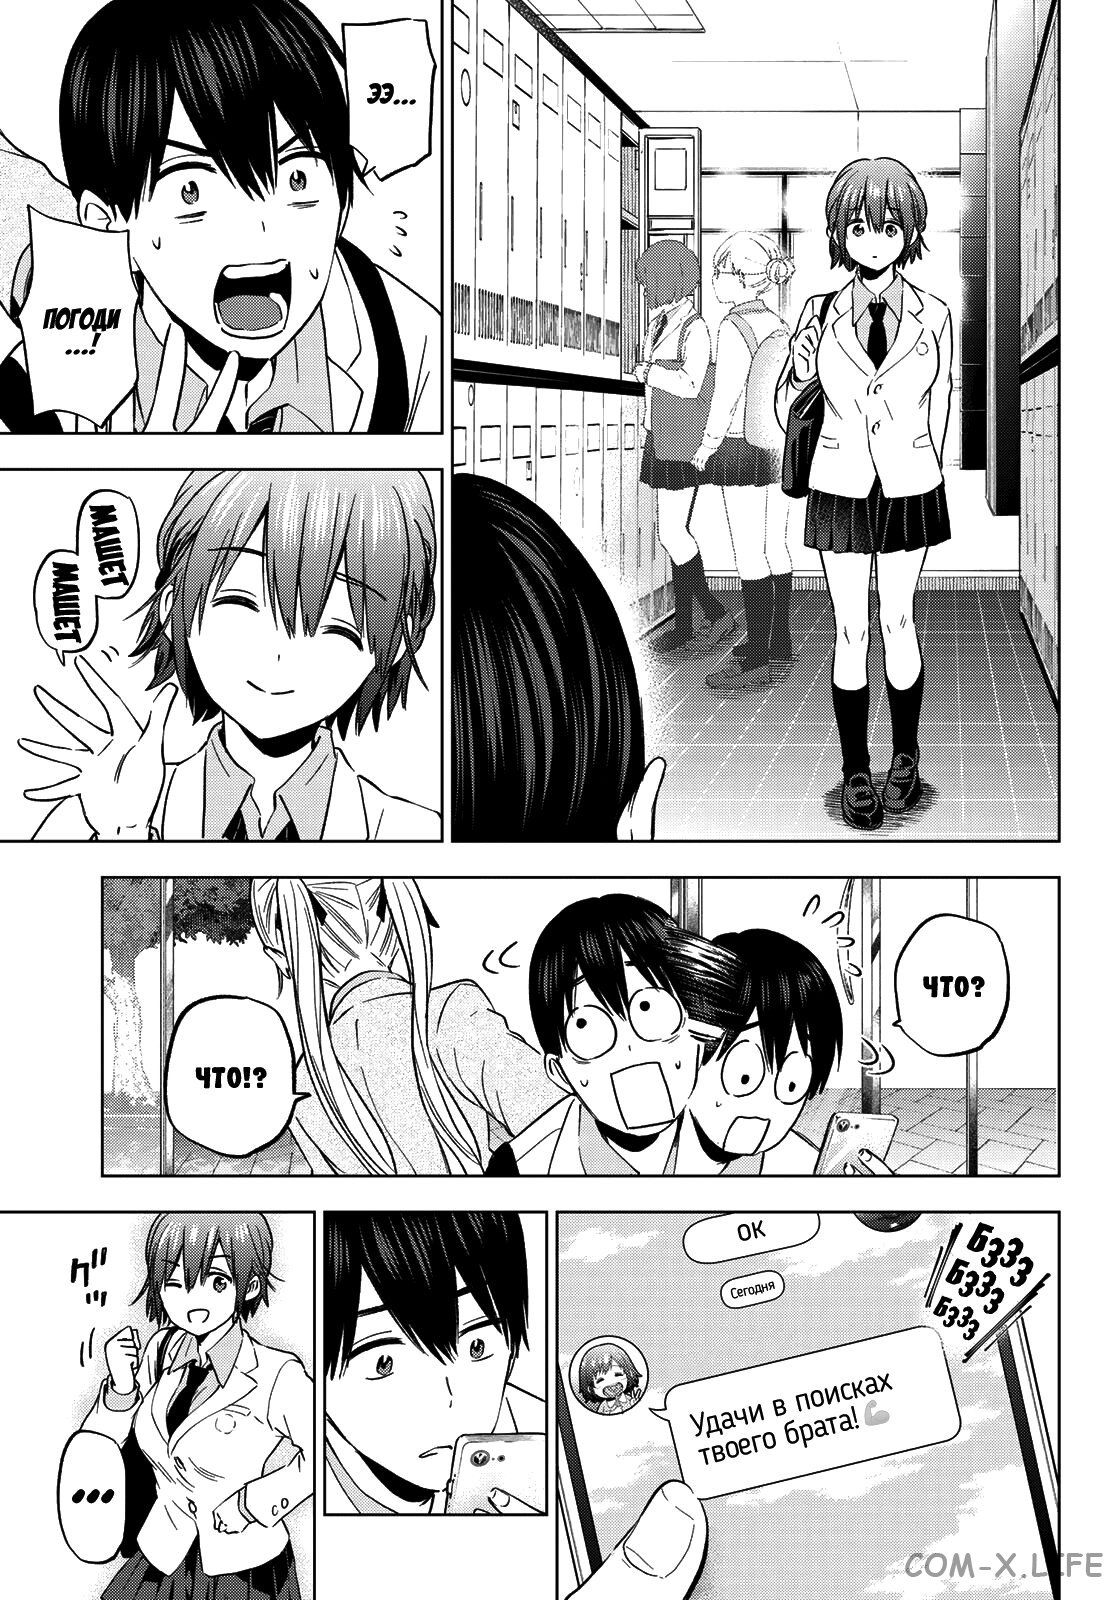 ЭЭ...
ПОГОДИ
....!
МАШЕТ
МАШЕТ
ЧТО?
ЧТО!?
ОК
Сегодня
БЗЗЗ
БЗЗЗ
БЗЗЗ
Удачи в поисках
твоего брата!💪
グッ
...
COM-X.LIFE